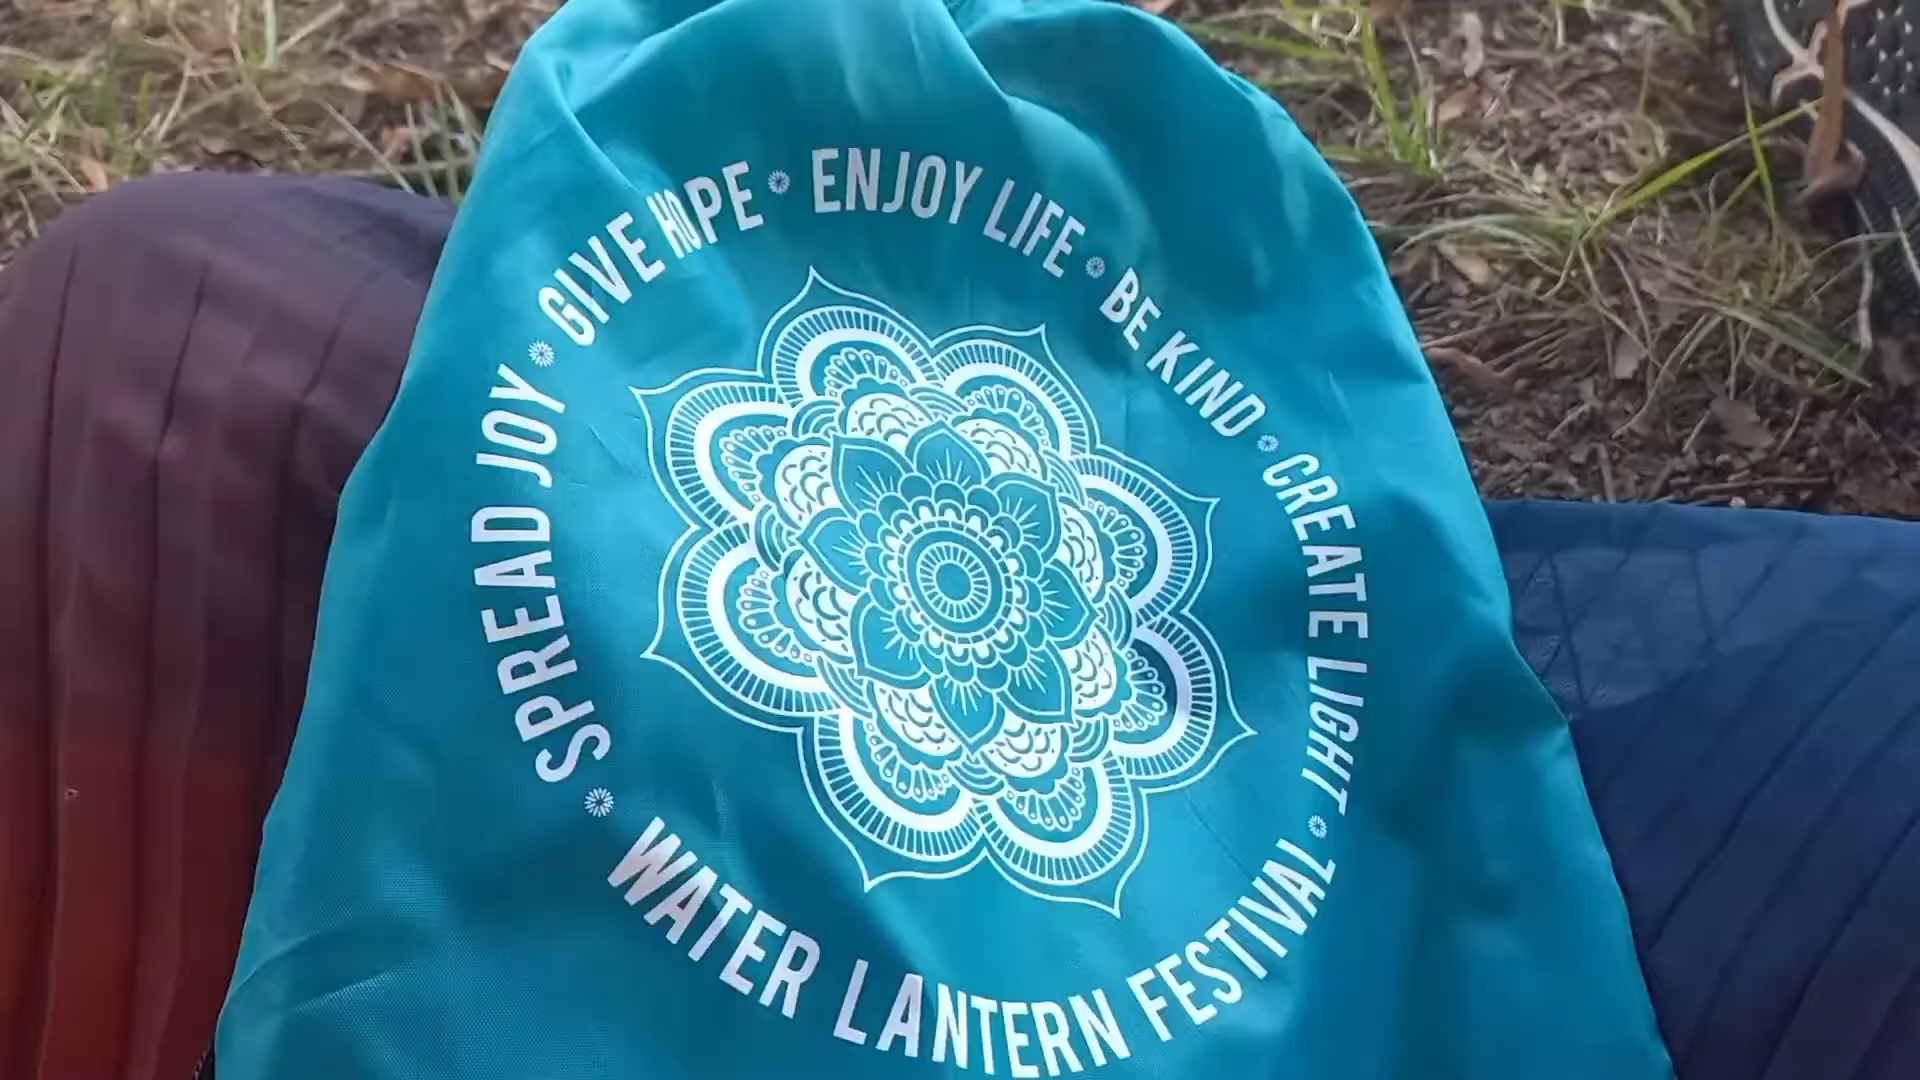 SPREAD JOY • GIVE HOPE • ENJOY LIFE • BE KIND • CREATE LIGHT •
WATER LANTERN FESTIVAL